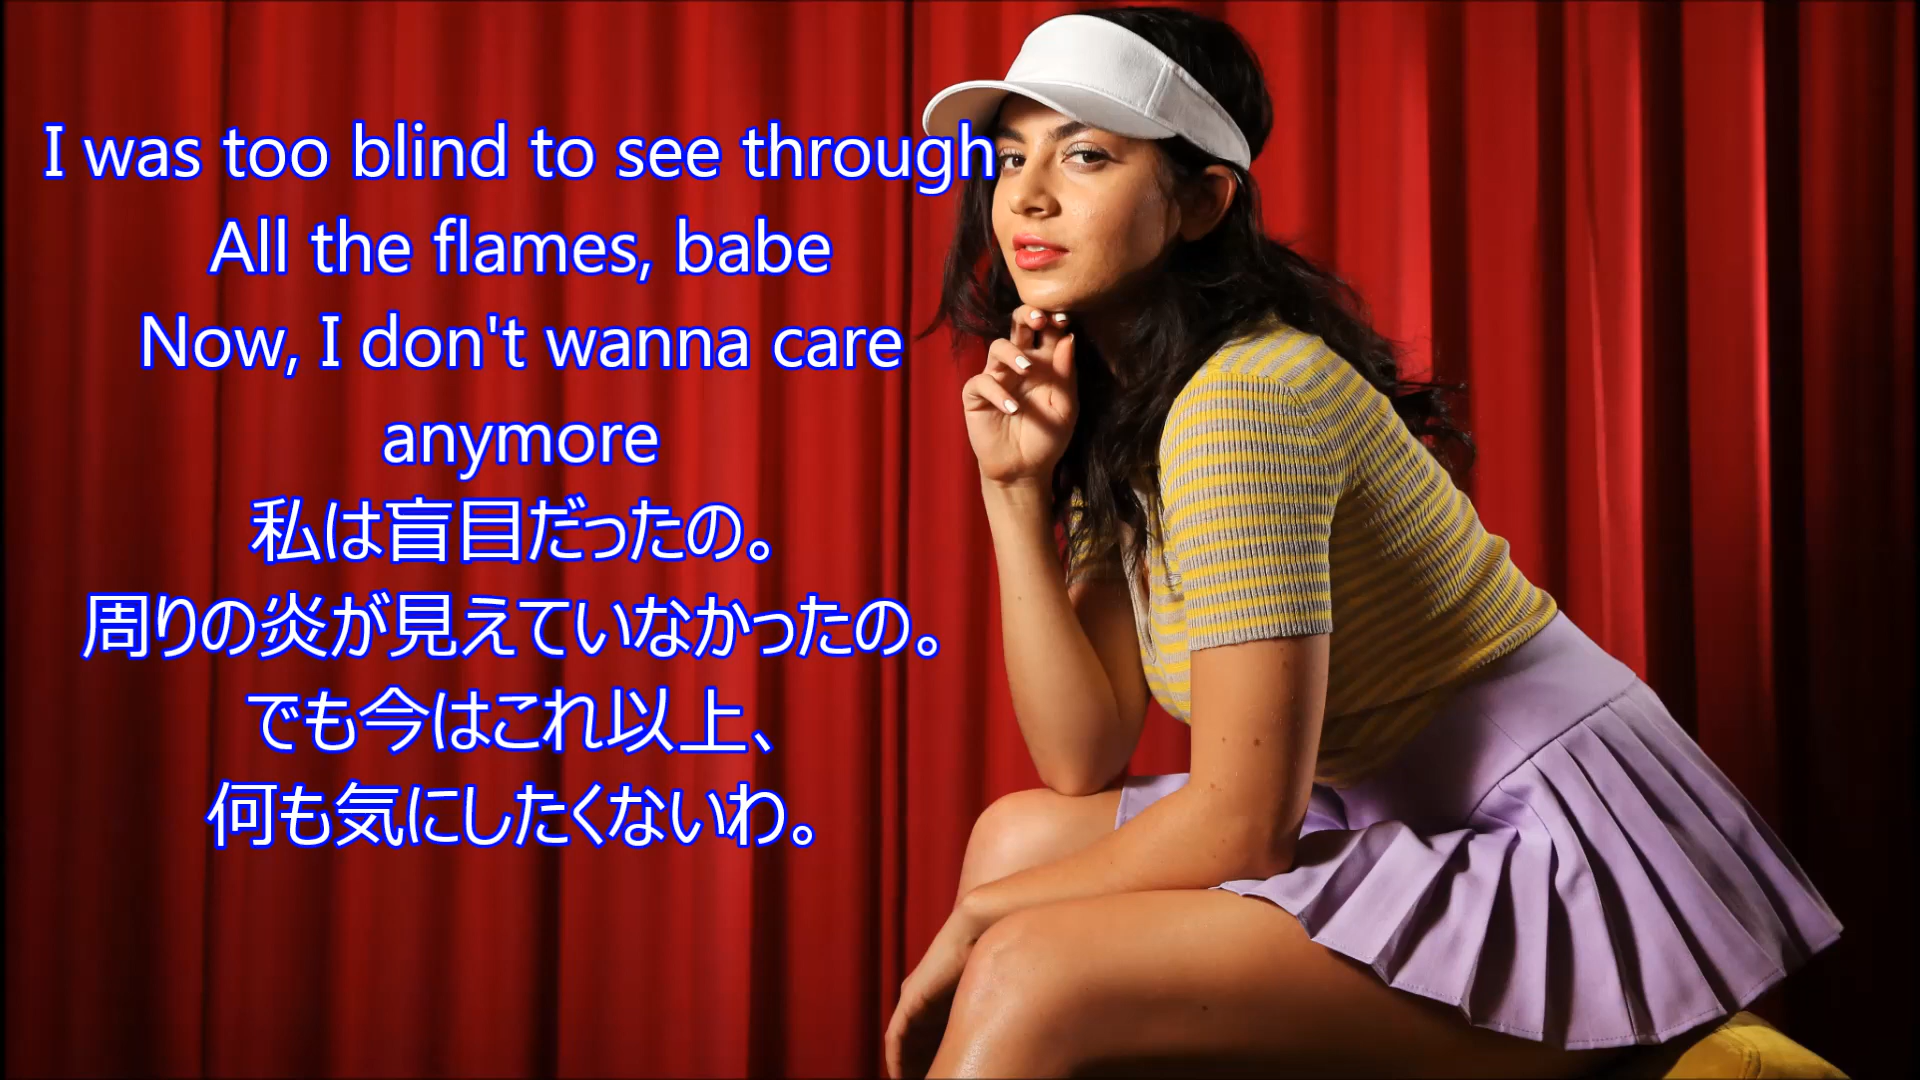 I was too blind to see through
All the flames, babe
Now, I don't wanna care
anymore
私は盲目だったの。
周りの炎が見えていなかったの。
でも今はこれ以上、
何も気にしたくないわ。